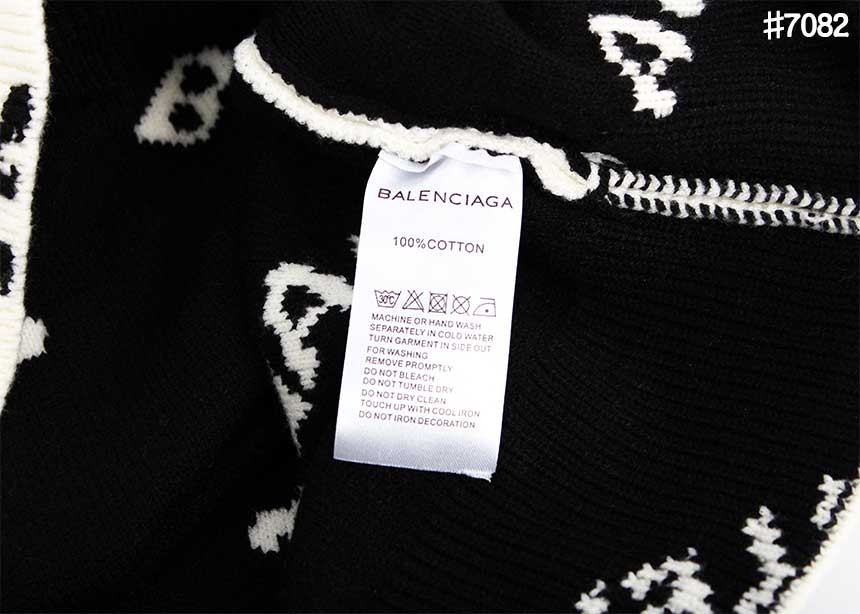 #7082
BALENCIAGA
100%COTTON
30℃
MACHINE OR HAND WASH
SEPARATELY IN COLD WATER
TURN GARMENT IN SIDE OUT
FOR WASHING
REMOVE PROMPTLY
DO NOT BLEACH
DO NOT TUMBLE DRY
DO NOT DRY CLEAN
TOUCH UP WITH COOL IRON
DO NOT IRON DECORATION